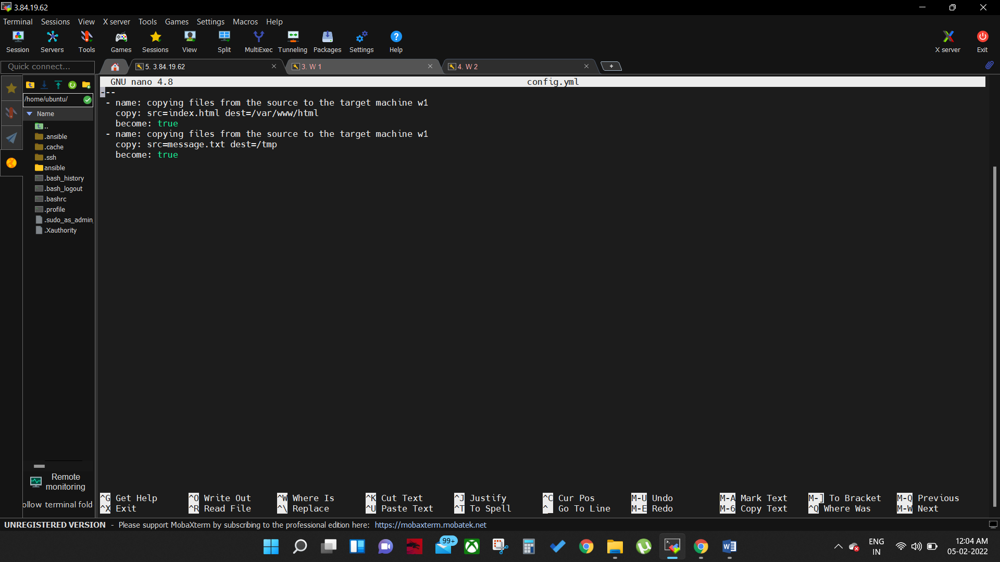 3.84.19.62
Terminal Sessions View X server Tools Games Settings Macros Help
Session Servers Tools Games Sessions View Split MultiExec Tunneling Packages Settings Help X server Exit
Quick connect... 5. 3.84.19.62 3. W 1 4. W 2
/home/ubuntu/
Name
..
.ansible
.cache
.ssh
ansible
.bash_history
.bash_logout
.bashrc
.profile
.sudo_as_admin_
.Xauthority
Remote
monitoring
ollow terminal fold
GNU nano 4.8 config.yml
---
- name: copying files from the source to the target machine w1
copy: src=index.html dest=/var/www/html
become: true
- name: copying files from the source to the target machine w1
copy: src=message.txt dest=/tmp
become: true
^G Get Help ^O Write Out ^W Where Is ^K Cut Text ^J Justify ^C Cur Pos M-U Undo M-A Mark Text M-] To Bracket M-Q Previous
^X Exit ^R Read File ^\ Replace ^U Paste Text ^T To Spell ^_ Go To Line M-E Redo M-6 Copy Text ^Q Where Was M-W Next
UNREGISTERED VERSION - Please support MobaXterm by subscribing to the professional edition here: https://mobaxterm.mobatek.net
99+
ENG
IN
12:04 AM
05-02-2022